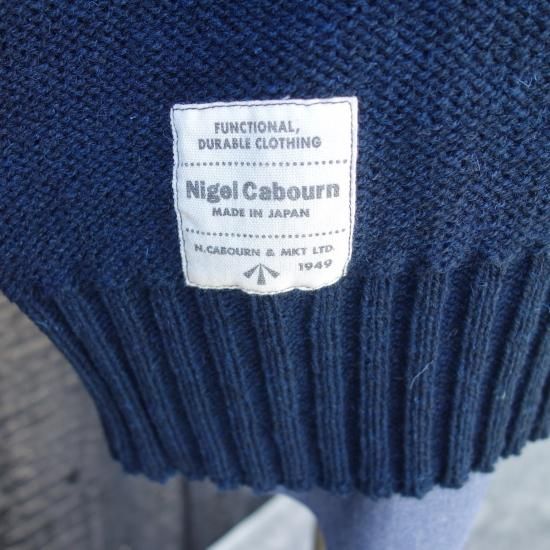 FUNCTIONAL,
DURABLE CLOTHING
Nigel Cabourn
MADE IN JAPAN
N.CABOURN & MKT LTD.
1949